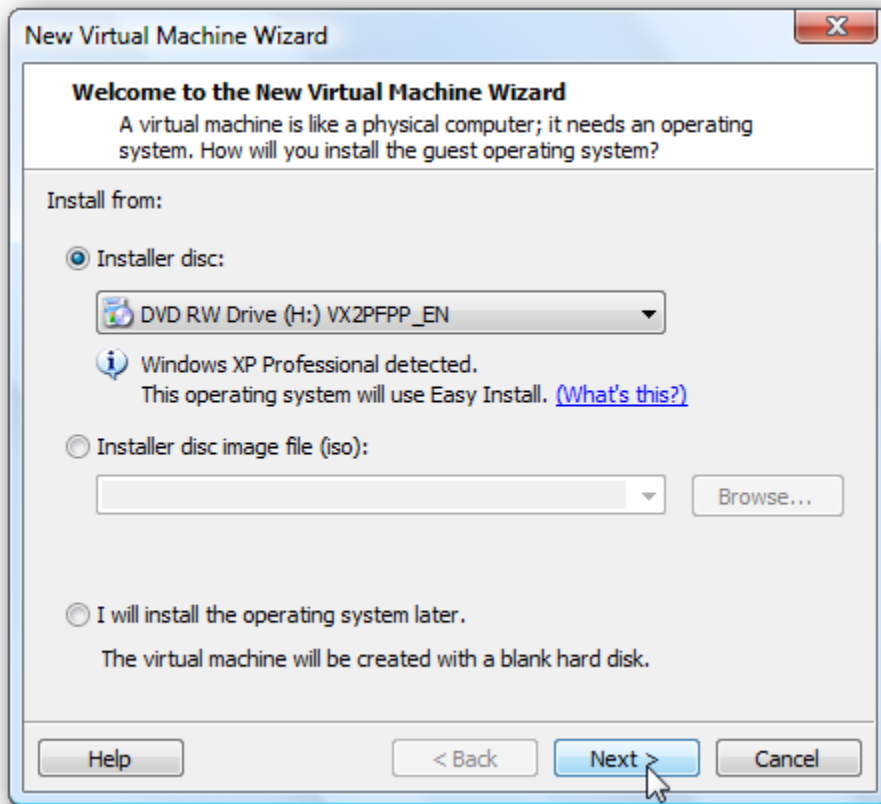 New Virtual Machine Wizard
Welcome to the New Virtual Machine Wizard
A virtual machine is like a physical computer; it needs an operating
system. How will you install the guest operating system?
Install from:
Installer disc:
DVD RW Drive (H:) VX2PFPP_EN
Windows XP Professional detected.
This operating system will use Easy Install. (What's this?)
Installer disc image file (iso):
Browse...
I will install the operating system later.
The virtual machine will be created with a blank hard disk.
Help < Back Next > Cancel